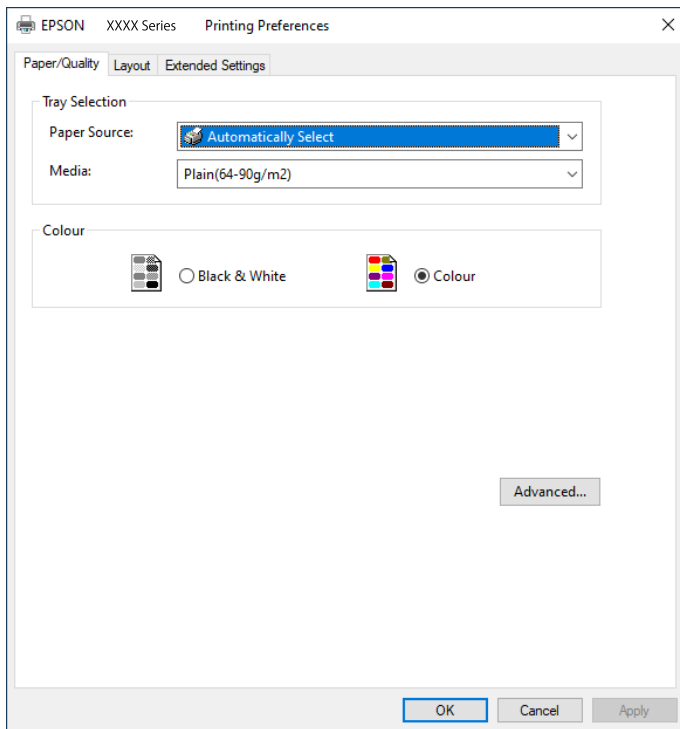 EPSON XXXX Series Printing Preferences
Paper/Quality Layout Extended Settings
Tray Selection
Paper Source: Automatically Select
Media: Plain(64-90g/m2)
Colour
Black & White Colour
Advanced...
OK Cancel Apply